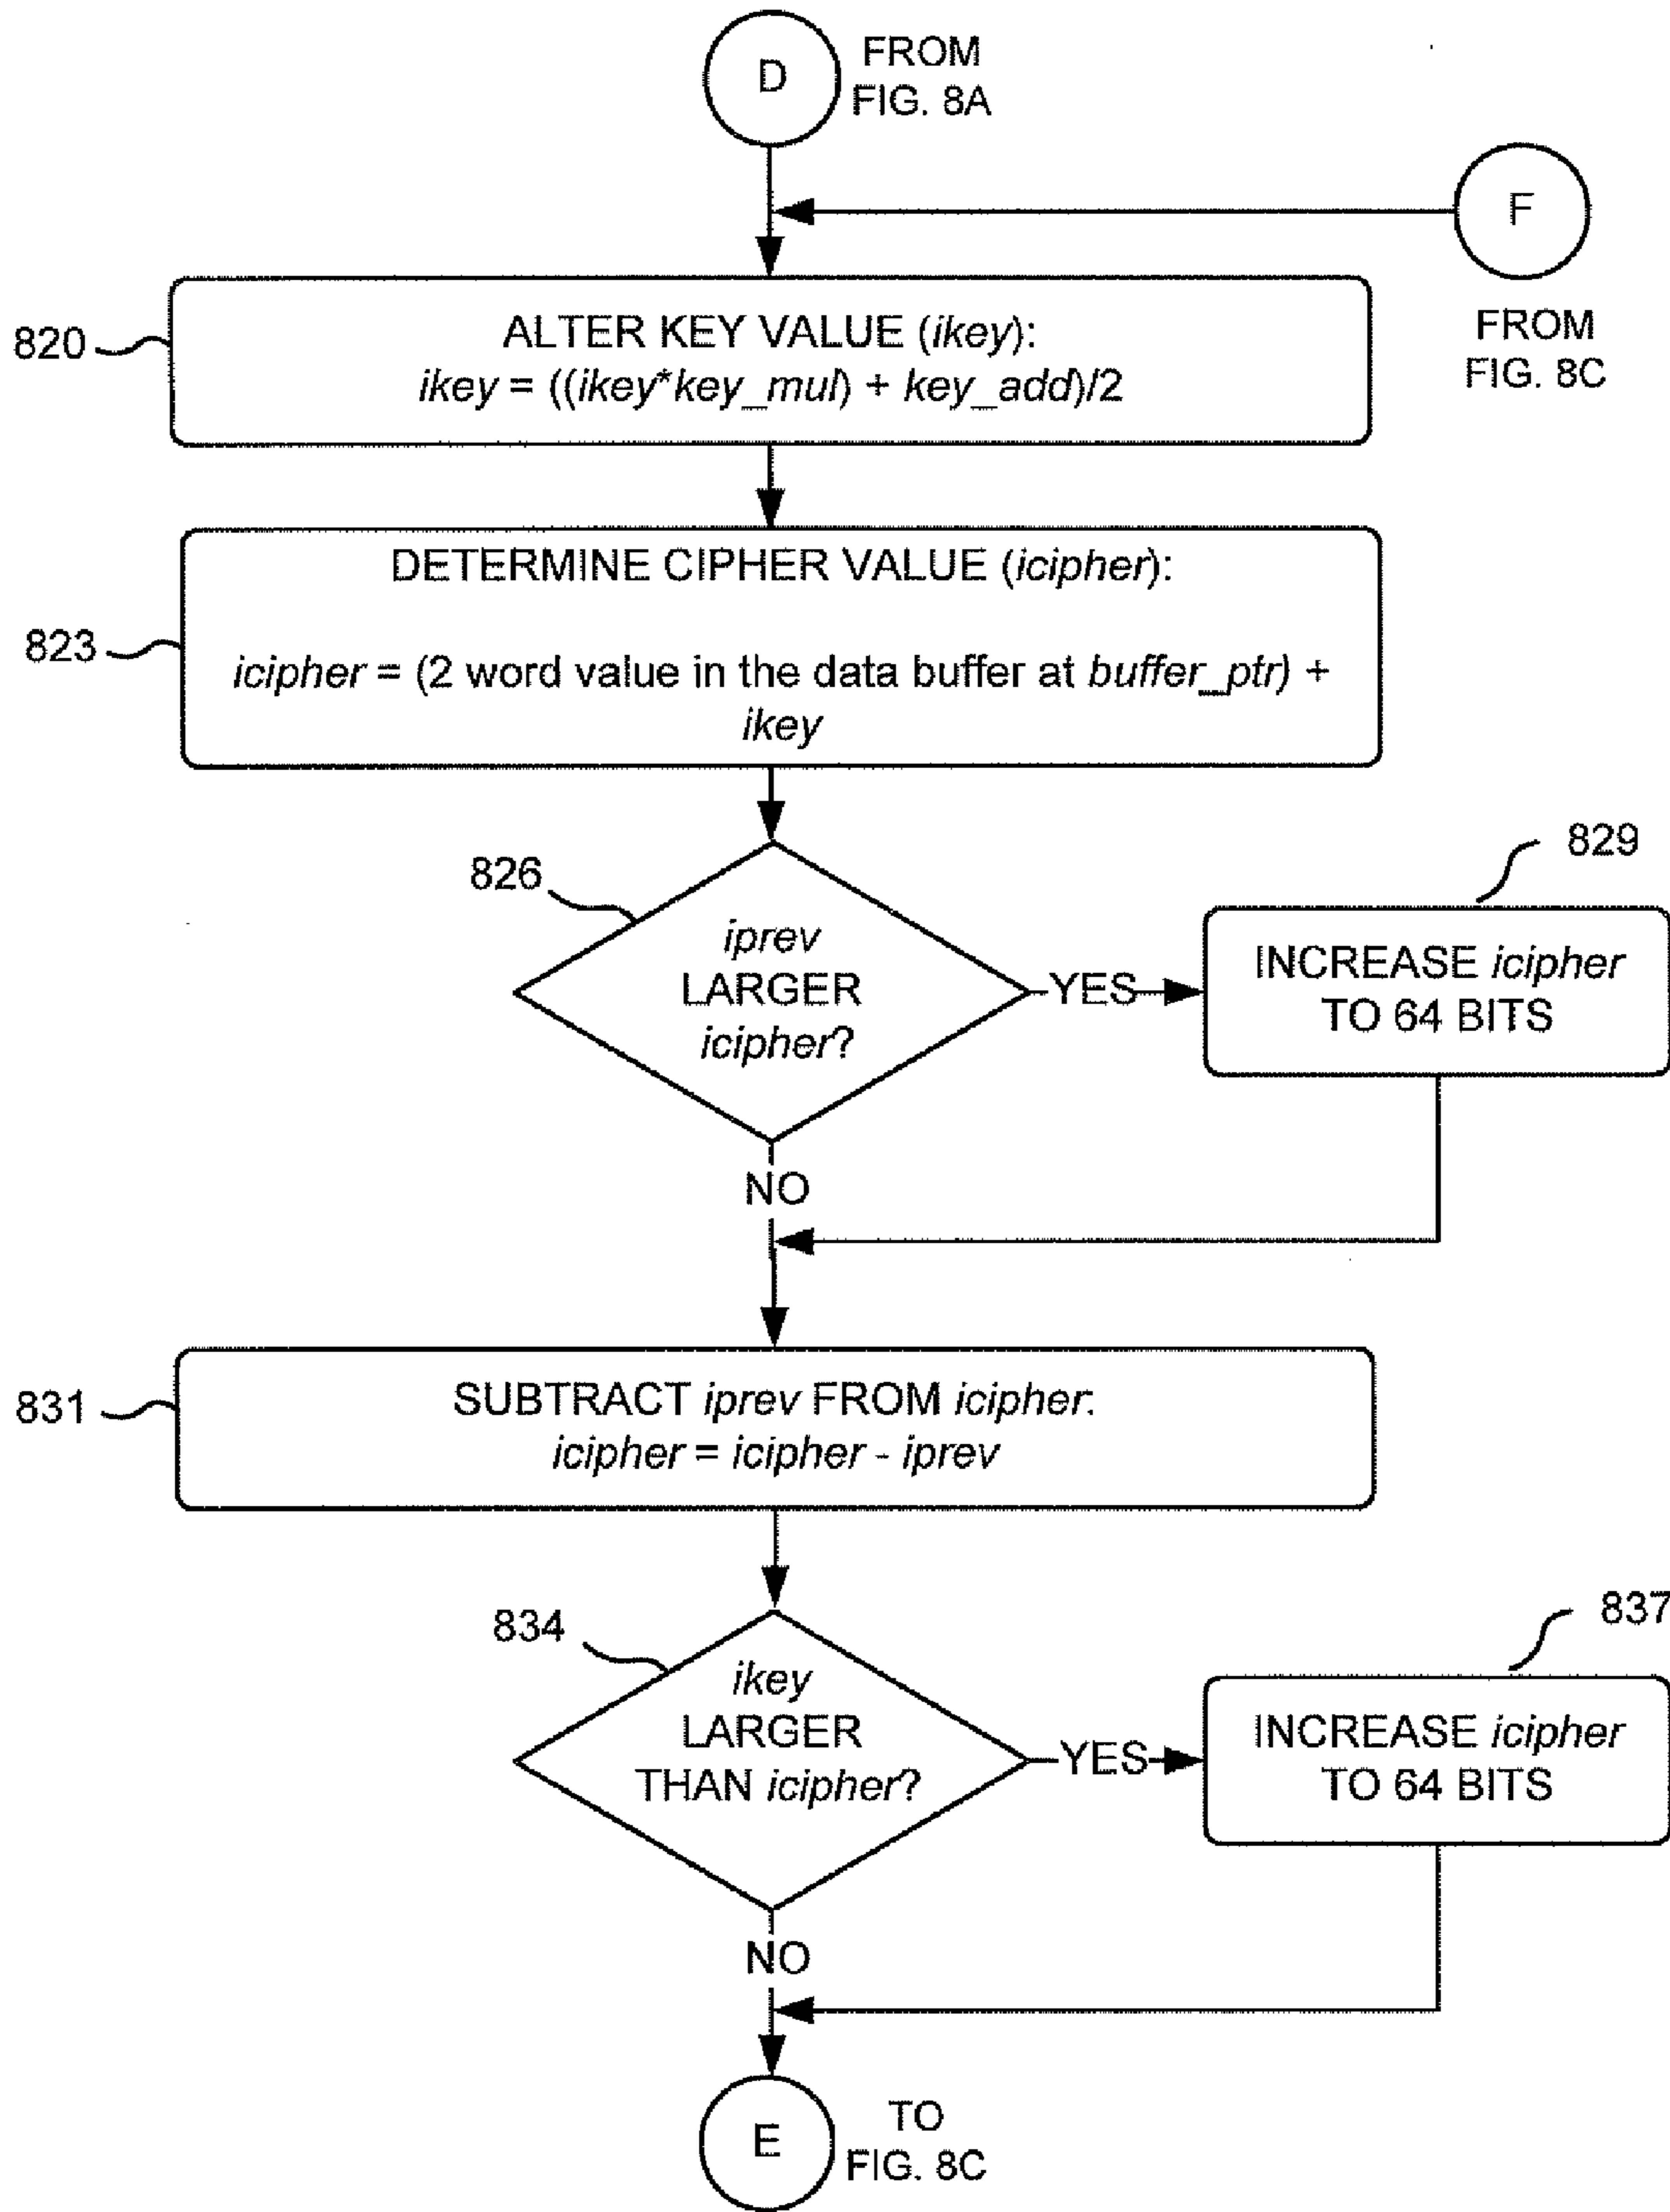 D
FROM
FIG. 8A
F
FROM
FIG. 8C
820
ALTER KEY VALUE (ikey):
ikey = ((ikey*key_mul) + key_add)/2
823
DETERMINE CIPHER VALUE (icipher):
icipher = (2 word value in the data buffer at buffer_ptr) +
ikey
826
iprev
LARGER
icipher?
YES
829
INCREASE icipher
TO 64 BITS
NO
831
SUBTRACT iprev FROM icipher:
icipher = icipher - iprev
834
ikey
LARGER
THAN icipher?
YES
837
INCREASE icipher
TO 64 BITS
NO
E
TO
FIG. 8C